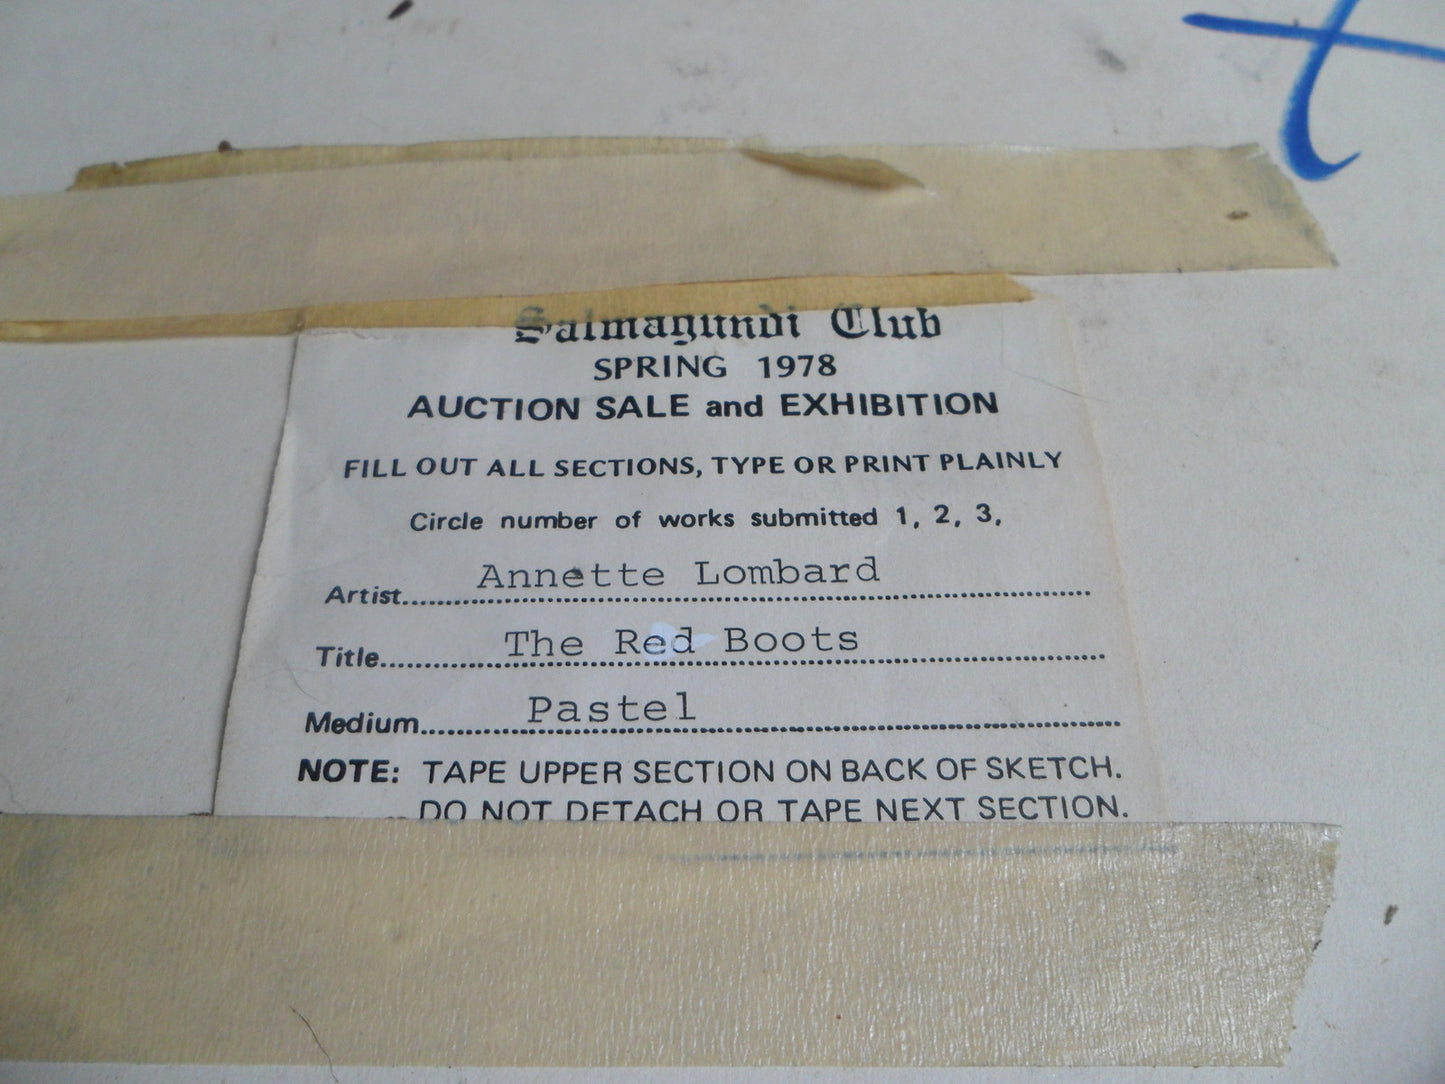 Salmagundi Club
SPRING 1978
AUCTION SALE and EXHIBITION
FILL OUT ALL SECTIONS, TYPE OR PRINT PLAINLY
Circle number of works submitted 1, 2, 3,
Artist....Annette Lombard
Title....The Red Boots
Medium....Pastel
NOTE: TAPE UPPER SECTION ON BACK OF SKETCH.
DO NOT DETACH OR TAPE NEXT SECTION.